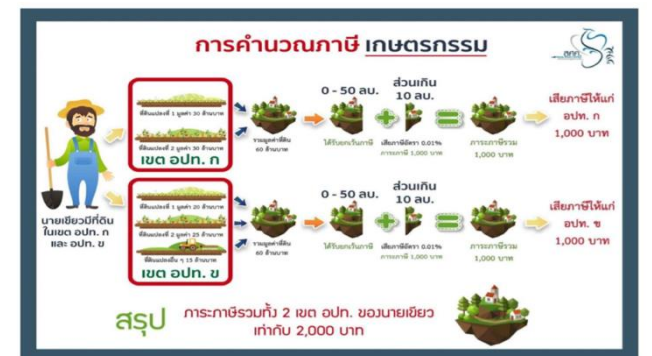 การคำนวณภาษี เกษตรกรรม
สคก.
ที่ดินแปลงที่ 1 มูลค่า 30 ล้านบาท
ที่ดินแปลงที่ 2 มูลค่า 30 ล้านบาท
เขต อปท. ก
รวมมูลค่าที่ดิน
60 ล้านบาท
0 - 50 ลบ.
ได้รับยกเว้นภาษี
ส่วนเกิน
10 ลบ.
เสียภาษีอัตรา 0.01%
ภาระภาษี 1,000 บาท
ภาระภาษีรวม
1,000 บาท
เสียภาษีให้แก่
อปท. ก
1,000 บาท
นายเขียวมีที่ดิน
ในเขต อปท. ก
และ อปท. ข
ที่ดินแปลงที่ 1 มูลค่า 20 ล้านบาท
ที่ดินแปลงที่ 2 มูลค่า 25 ล้านบาท
ที่ดินแปลงอื่น ๆ 15 ล้านบาท
เขต อปท. ข
รวมมูลค่าที่ดิน
60 ล้านบาท
0 - 50 ลบ.
ได้รับยกเว้นภาษี
ส่วนเกิน
10 ลบ.
เสียภาษีอัตรา 0.01%
ภาระภาษี 1,000 บาท
ภาระภาษีรวม
1,000 บาท
เสียภาษีให้แก่
อปท. ข
1,000 บาท
สรุป
ภาระภาษีรวมทั้ง 2 เขต อปท. ของนายเขียว
เท่ากับ 2,000 บาท